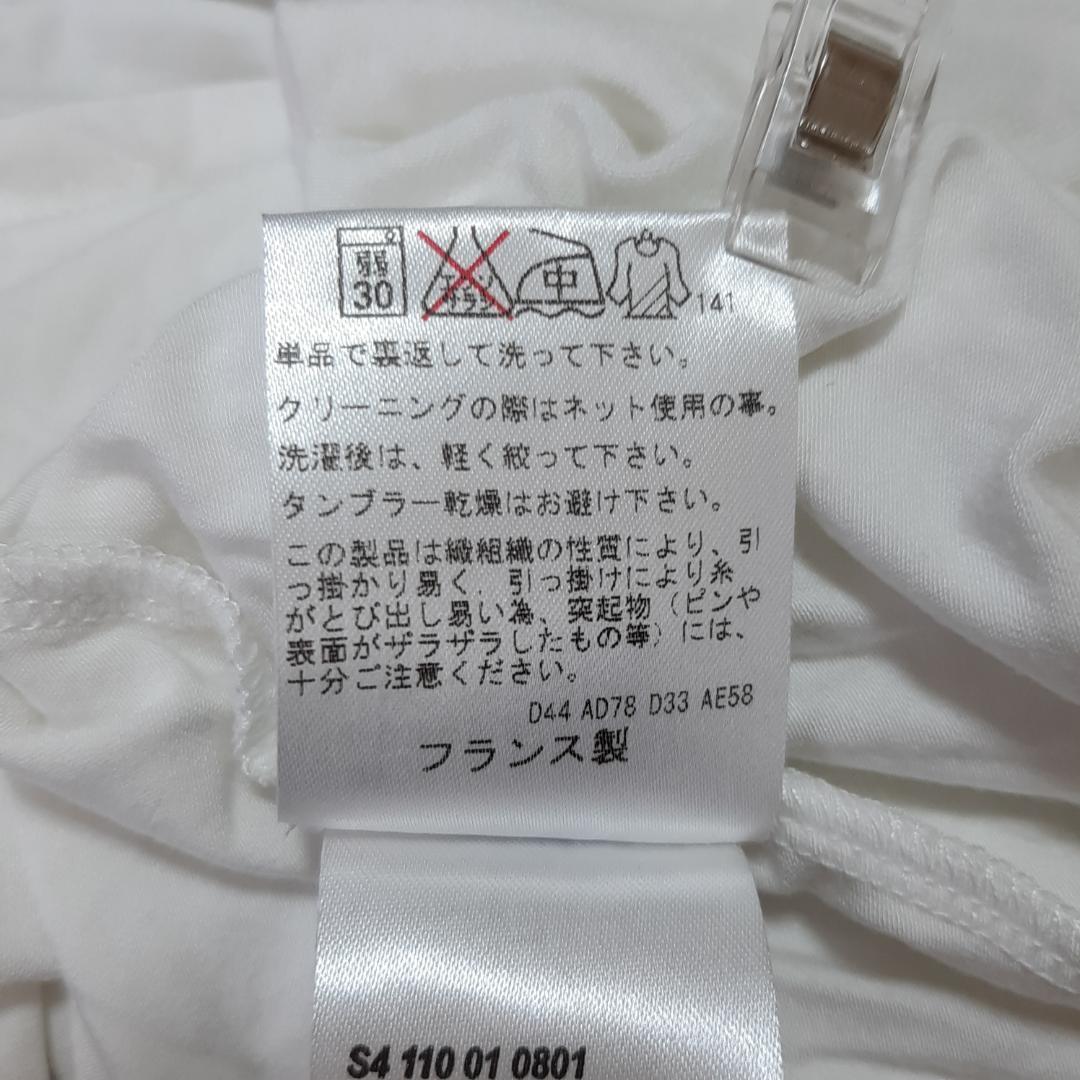 弱
30
エンソ
サラシ
中
141
単品で裏返して洗って下さい。
クリーニングの際はネット使用の事。
洗濯後は、軽く絞って下さい。
タンブラー乾燥はお避け下さい。
この製品は繊組織の性質により、引
っ掛かり易く、引っ掛けにより糸
がとび出し易い為、突起物（ピンや
表面がザラザラしたもの等）には、
十分ご注意ください。
D44 AD78 D33 AE58
フランス製
S4 110 01 0801